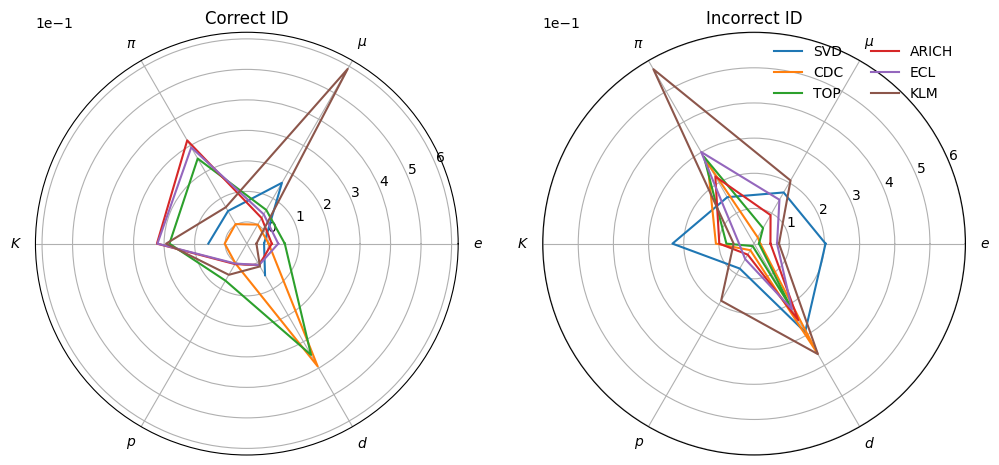 Correct ID
1e−1
e
μ
π
K
p
d
0
1
2
3
4
5
6
Incorrect ID
1e−1
e
μ
π
K
p
d
1
2
3
4
5
6
SVD
CDC
TOP
ARICH
ECL
KLM